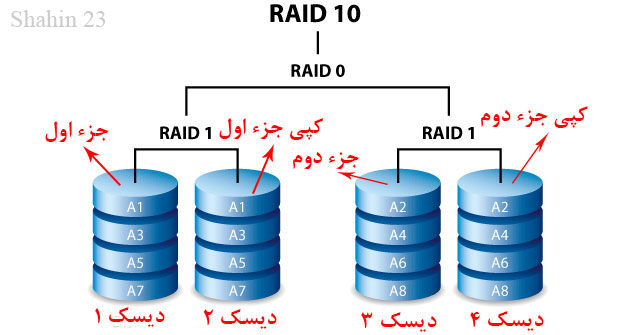 Shahin 23
RAID 10
RAID 0
RAID 1
RAID 1
جزء اول
کپی جزء اول
جزء دوم
کپی جزء دوم
A1 A1 A2 A2
A3 A3 A4 A4
A5 A5 A6 A6
A7 A7 A8 A8
دیسک ۱
دیسک ۲
دیسک ۳
دیسک ۴